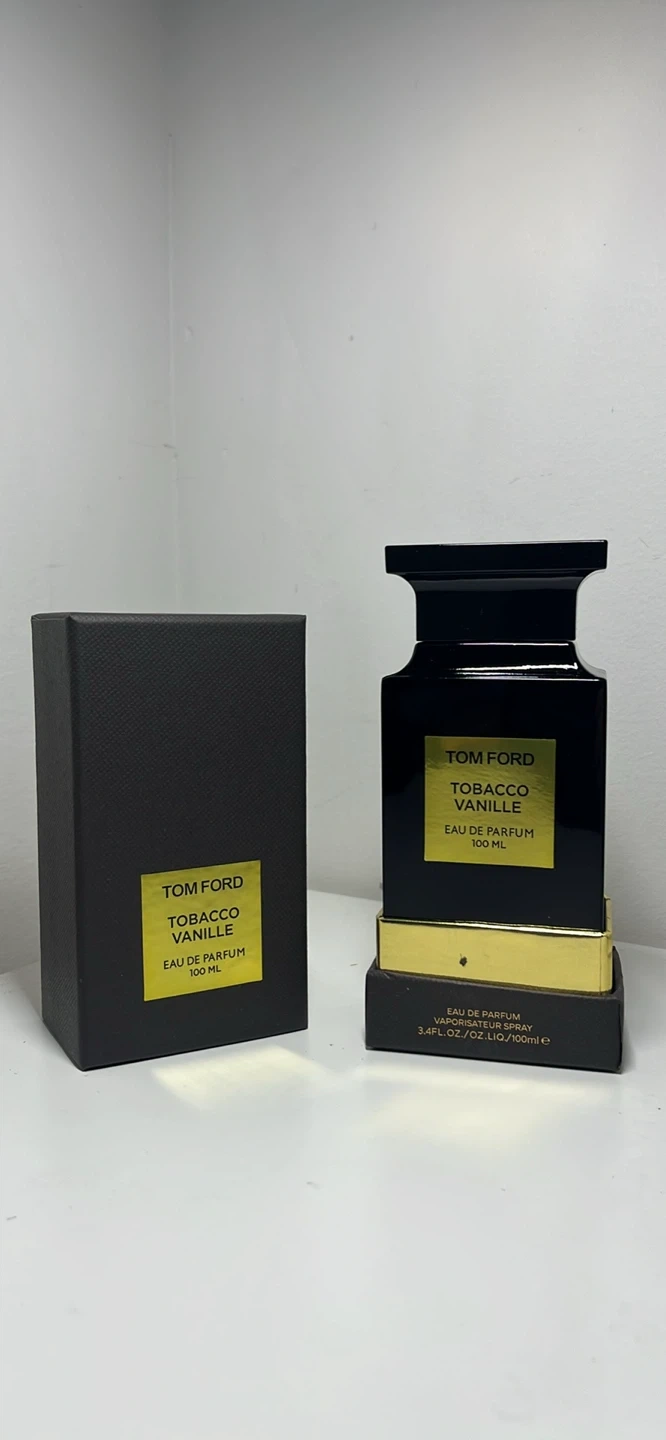 TOM FORD
TOBACCO
VANILLE
EAU DE PARFUM
100 ML
TOM FORD
TOBACCO
VANILLE
EAU DE PARFUM
100 ML
EAU DE PARFUM
VAPORISATEUR SPRAY
3.4FL.OZ./OZ.LIQ./100ml ℮